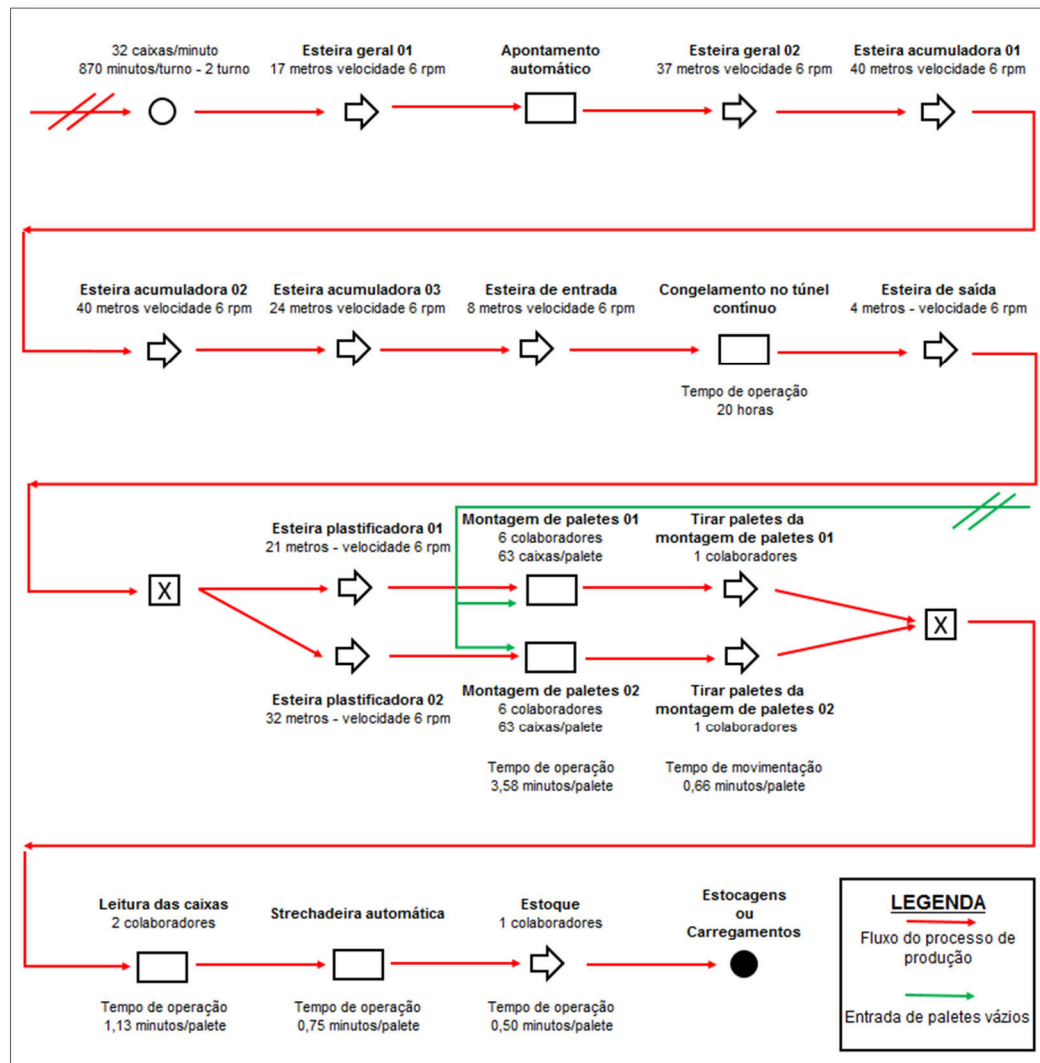 32 caixas/minuto
870 minutos/turno - 2 turno
Esteira geral 01
17 metros velocidade 6 rpm
Apontamento
automático
Esteira geral 02
37 metros velocidade 6 rpm
Esteira acumuladora 01
40 metros velocidade 6 rpm
Esteira acumuladora 02
40 metros velocidade 6 rpm
Esteira acumuladora 03
24 metros velocidade 6 rpm
Esteira de entrada
8 metros velocidade 6 rpm
Congelamento no túnel
contínuo
Tempo de operação
20 horas
Esteira de saída
4 metros - velocidade 6 rpm
X
Esteira plastificadora 01
21 metros - velocidade 6 rpm
Montagem de paletes 01
6 colaboradores
63 caixas/palete
Tirar paletes da
montagem de paletes 01
1 colaboradores
X
Esteira plastificadora 02
32 metros - velocidade 6 rpm
Montagem de paletes 02
6 colaboradores
63 caixas/palete
Tempo de operação
3,58 minutos/palete
Tirar paletes da
montagem de paletes 02
1 colaboradores
Tempo de movimentação
0,66 minutos/palete
Leitura das caixas
2 colaboradores
Tempo de operação
1,13 minutos/palete
Strechadeira automática
Tempo de operação
0,75 minutos/palete
Estoque
1 colaboradores
Tempo de operação
0,50 minutos/palete
Estocagens
ou
Carregamentos
LEGENDA
Fluxo do processo de
produção
Entrada de paletes vázios